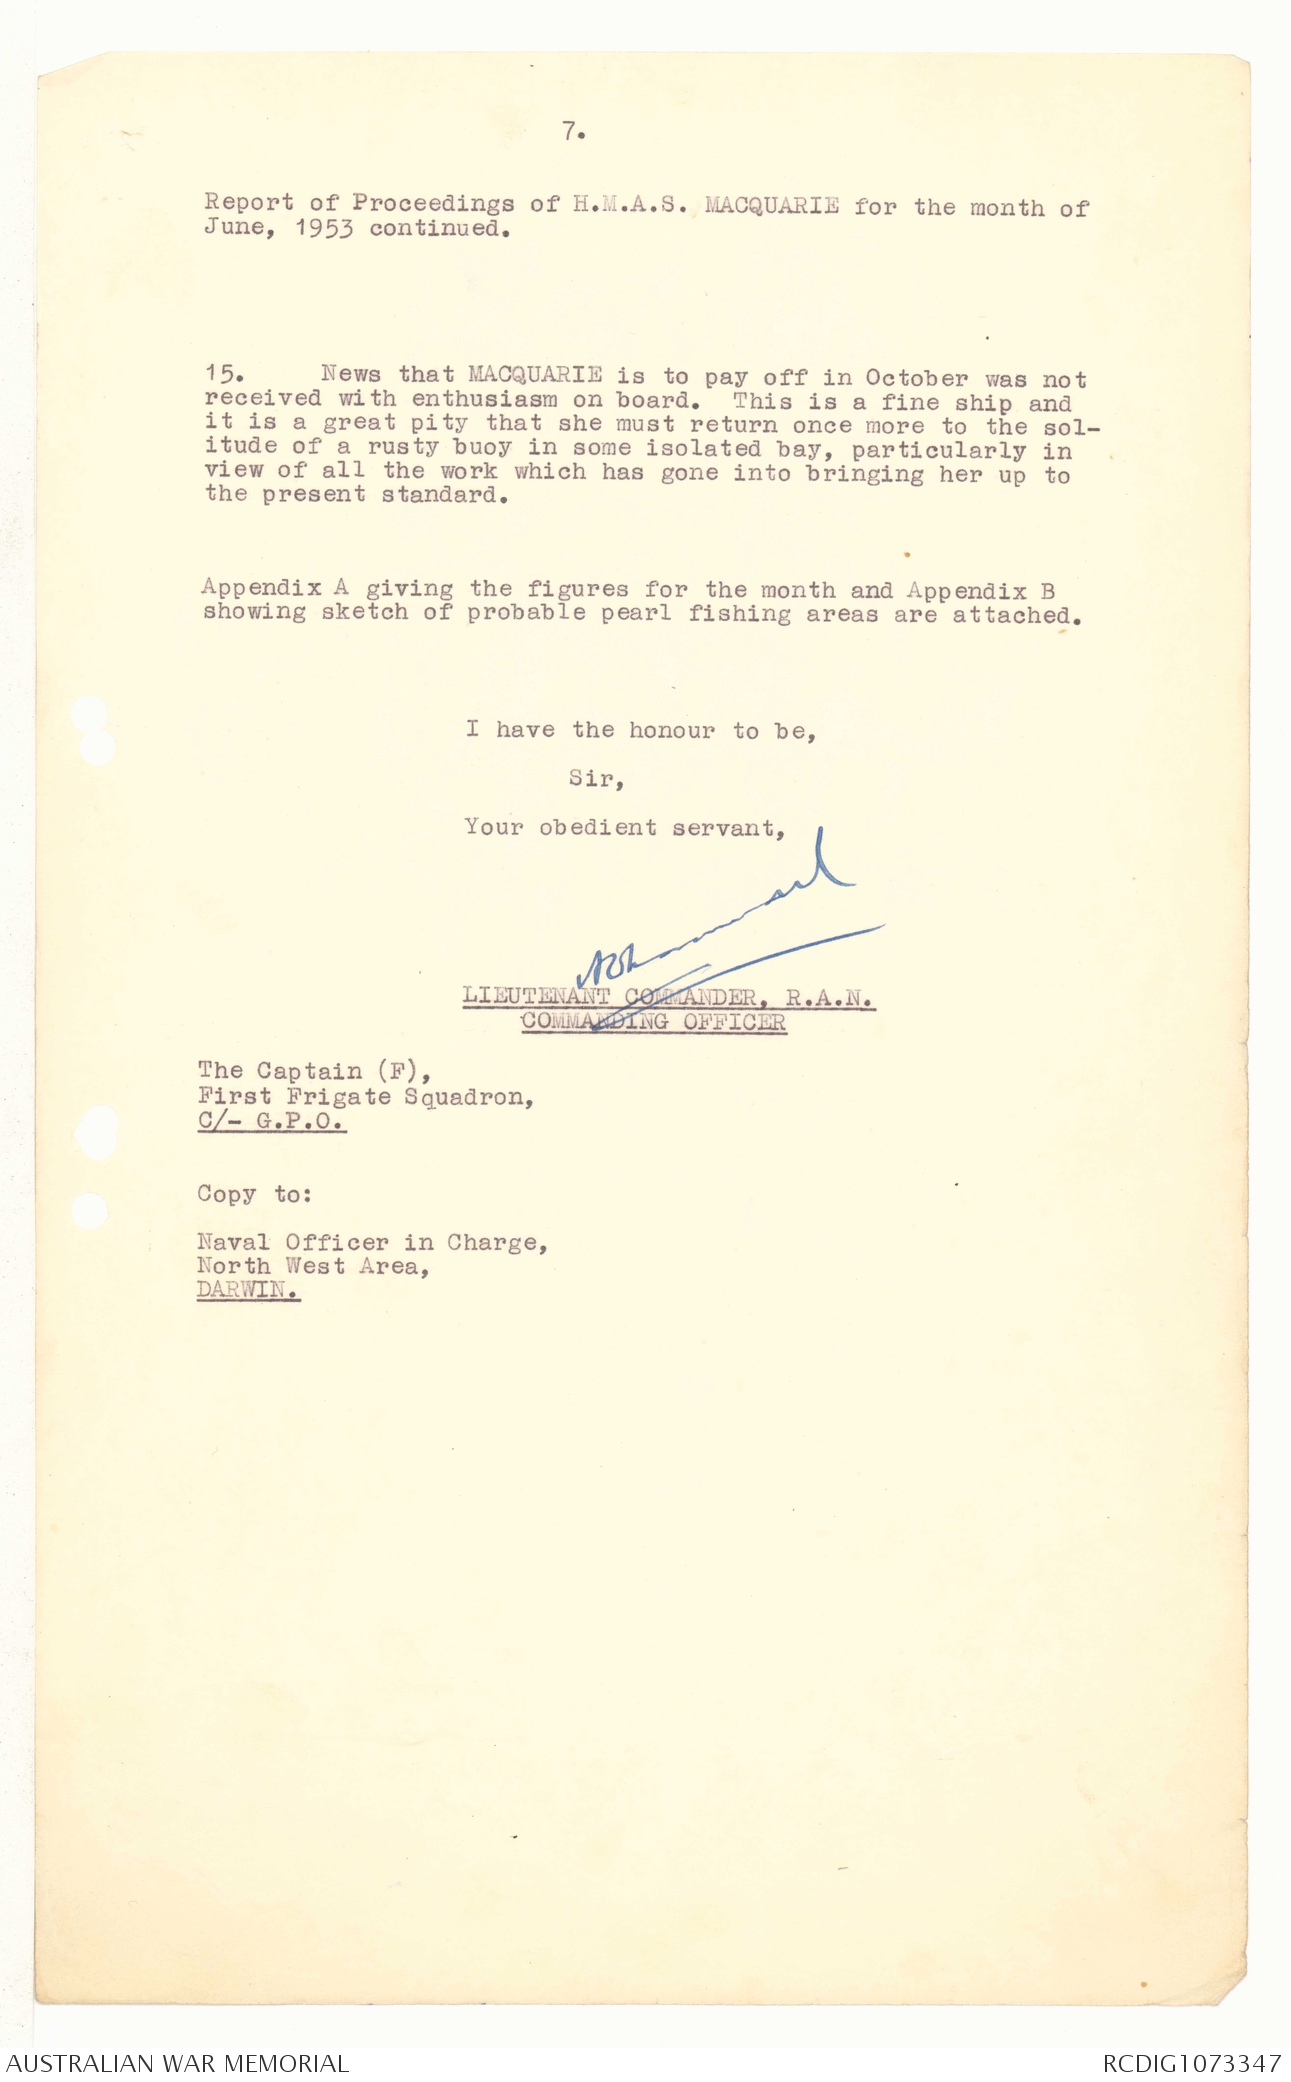 7.
Report of Proceedings of H.M.A.S. MACQUARIE for the month of
June, 1953 continued.
15. News that MACQUARIE is to pay off in October was not
received with enthusiasm on board. This is a fine ship and
it is a great pity that she must return once more to the sol-
itude of a rusty buoy in some isolated bay, particularly in
view of all the work which has gone into bringing her up to
the present standard.
Appendix A giving the figures for the month and Appendix B
showing sketch of probable pearl fishing areas are attached.
I have the honour to be,
Sir,
Your obedient servant,
LIEUTENANT COMMANDER, R.A.N.
COMMANDING OFFICER
The Captain (F),
First Frigate Squadron,
C/- G.P.O.
Copy to:
Naval Officer in Charge,
North West Area,
DARWIN.
AUSTRALIAN WAR MEMORIAL
RCDIG1073347